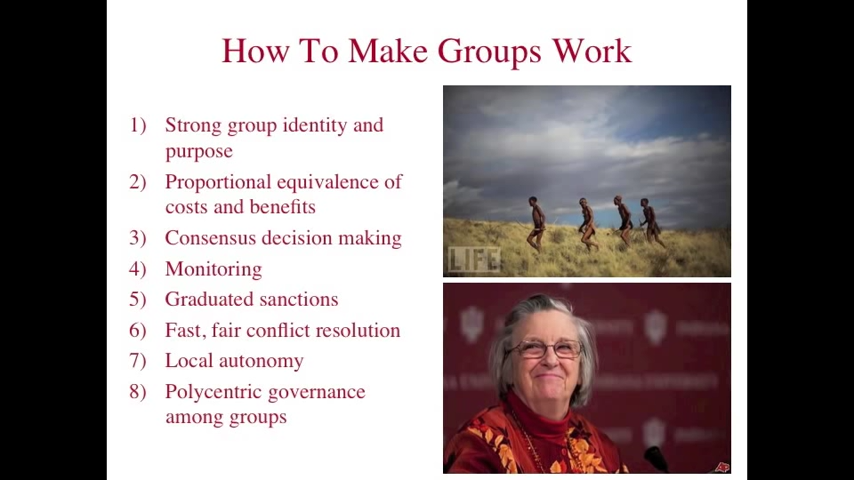 How To Make Groups Work
1) Strong group identity and
purpose
2) Proportional equivalence of
costs and benefits
3) Consensus decision making
4) Monitoring
5) Graduated sanctions
6) Fast, fair conflict resolution
7) Local autonomy
8) Polycentric governance
among groups
LIFE
AP